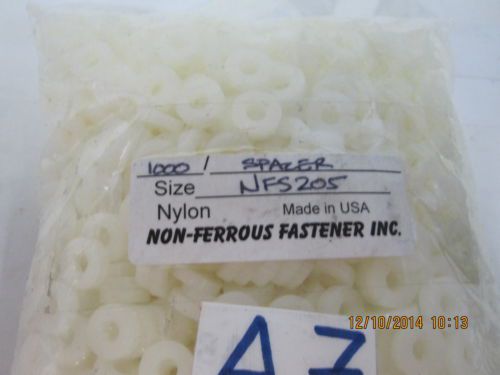 1000 / SPACER
Size NFS205
Nylon Made in USA
NON-FERROUS FASTENER INC.
12/10/2014 10:13
A3